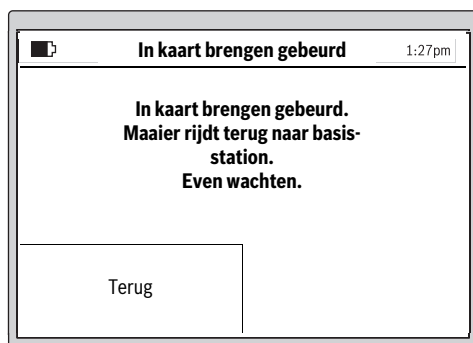 In kaart brengen gebeurd 1:27pm
In kaart brengen gebeurd.
Maaier rijdt terug naar basis-
station.
Even wachten.
Terug